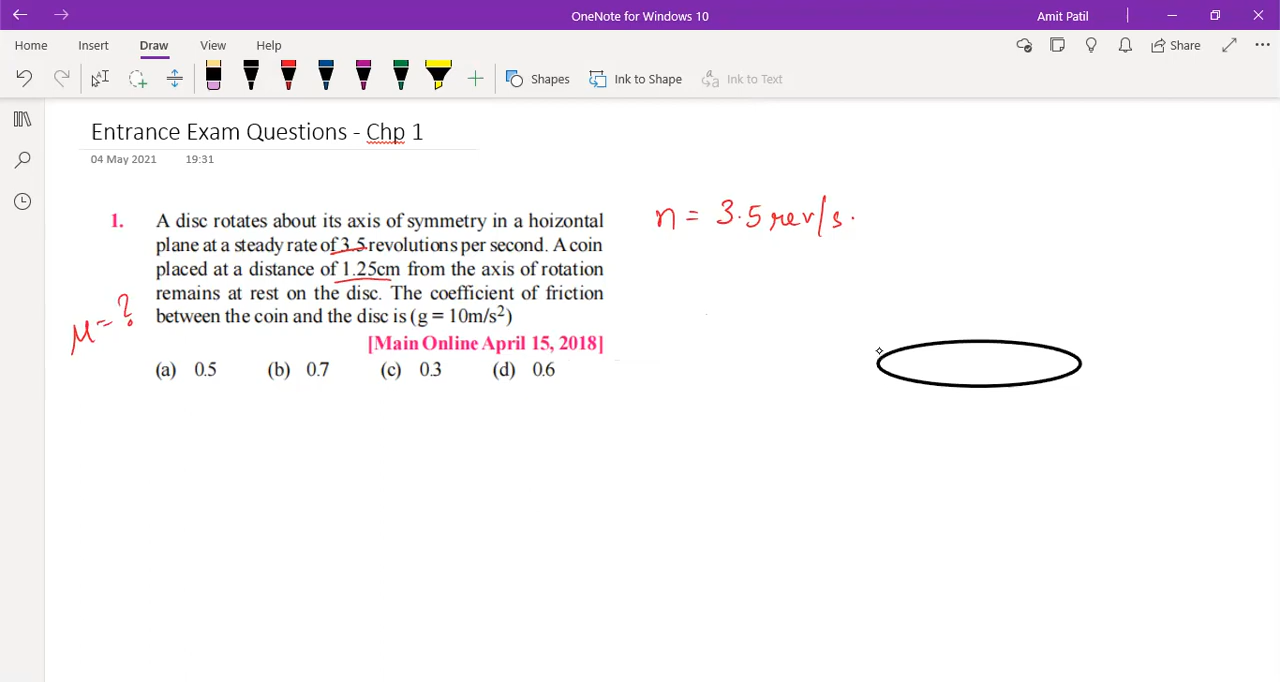 OneNote for Windows 10
Amit Patil
Home Insert Draw View Help
Share
Shapes Ink to Shape Ink to Text
Entrance Exam Questions - Chp 1
04 May 2021 19:31
1. A disc rotates about its axis of symmetry in a hoizontal
plane at a steady rate of 3.5 revolutions per second. A coin
placed at a distance of 1.25cm from the axis of rotation
remains at rest on the disc. The coefficient of friction
between the coin and the disc is (g = 10m/s²)
[Main Online April 15, 2018]
(a) 0.5 (b) 0.7 (c) 0.3 (d) 0.6
μ = ?
n = 3.5 rev/s.